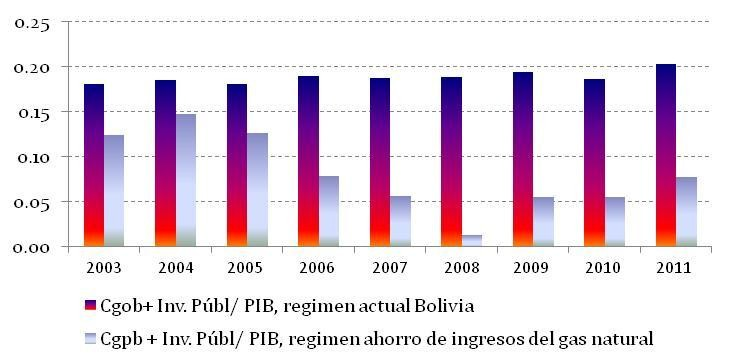 0.25
0.20
0.15
0.10
0.05
0.00
2003 2004 2005 2006 2007 2008 2009 2010 2011
Cgob+ Inv. Públ/ PIB, regimen actual Bolivia
Cgpb + Inv. Públ/ PIB, regimen ahorro de ingresos del gas natural